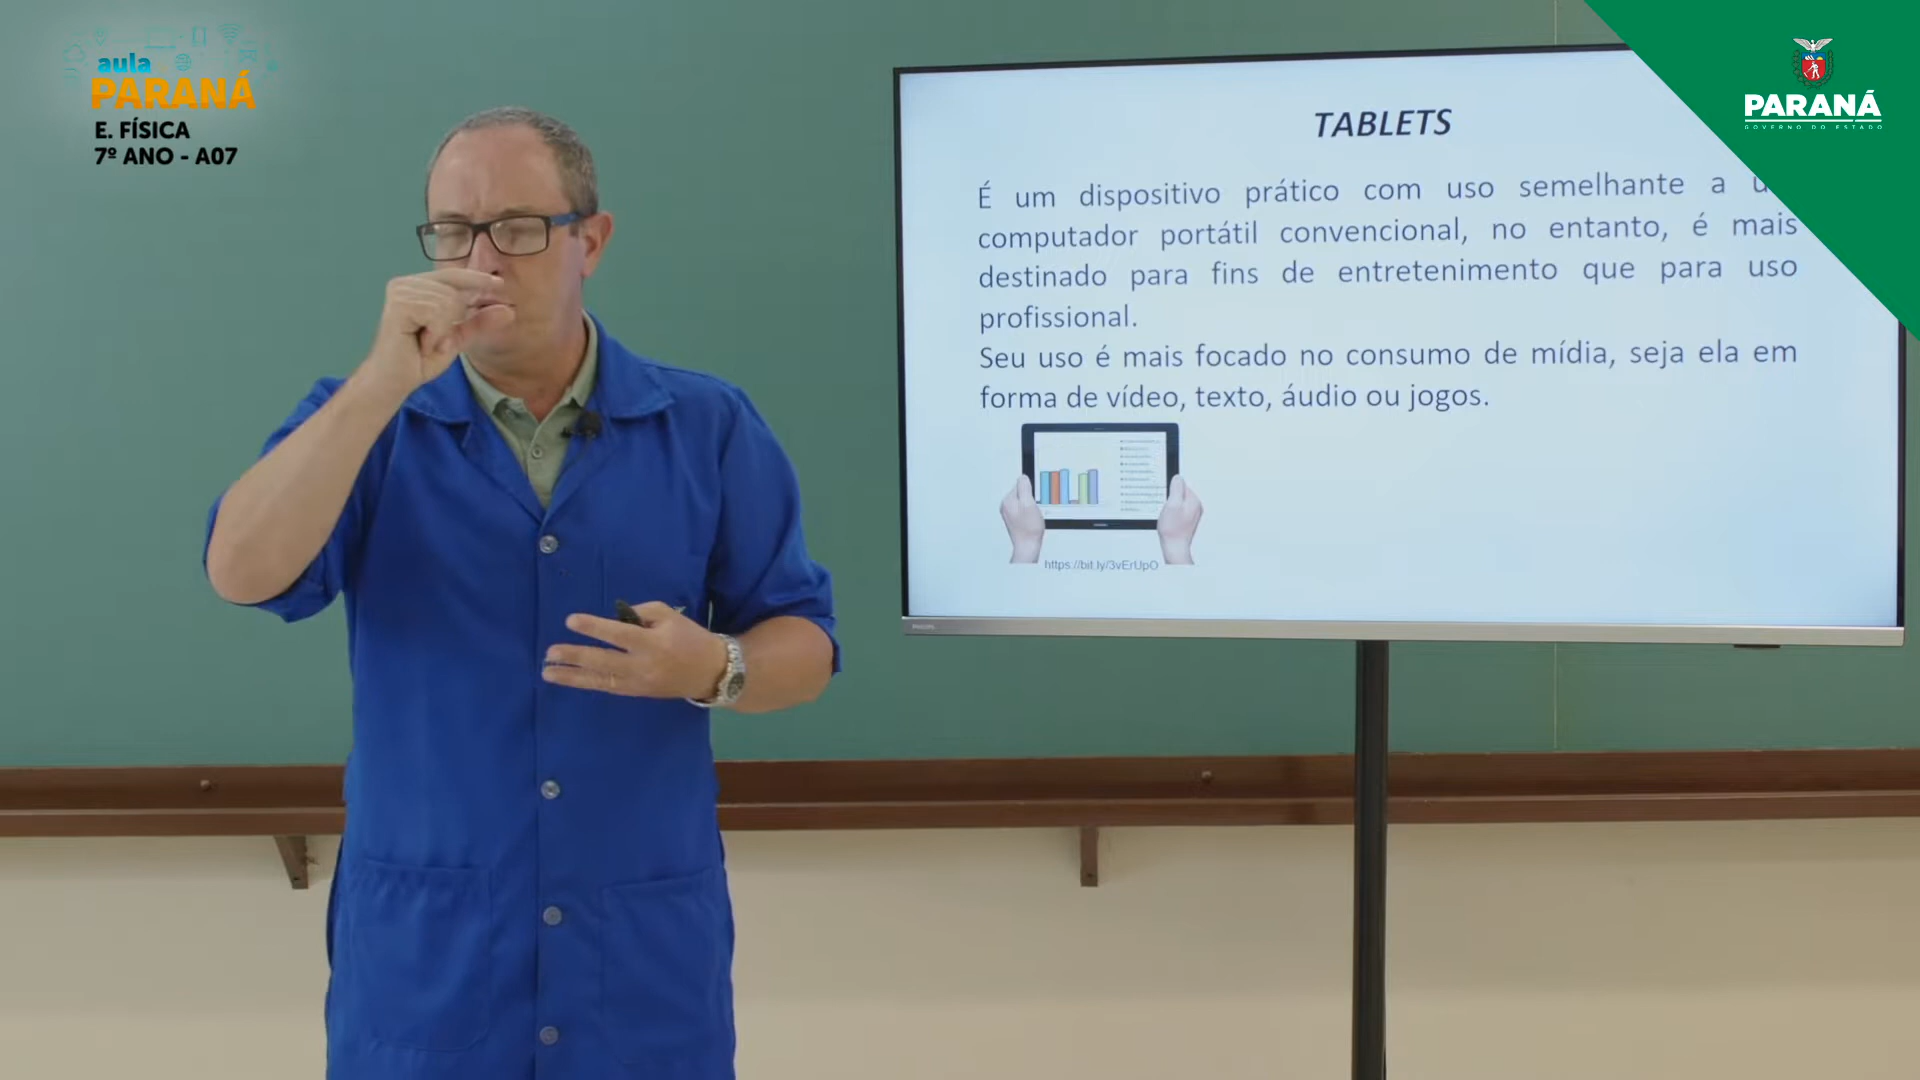 aula
PARANÁ
E. FÍSICA
7º ANO - A07
PARANÁ
GOVERNO DO ESTADO
TABLETS
É um dispositivo prático com uso semelhante a
computador portátil convencional, no entanto, é mais
destinado para fins de entretenimento que para uso
profissional.
Seu uso é mais focado no consumo de mídia, seja ela em
forma de vídeo, texto, áudio ou jogos.
https://bit.ly/3vErUpO
PHILIPS